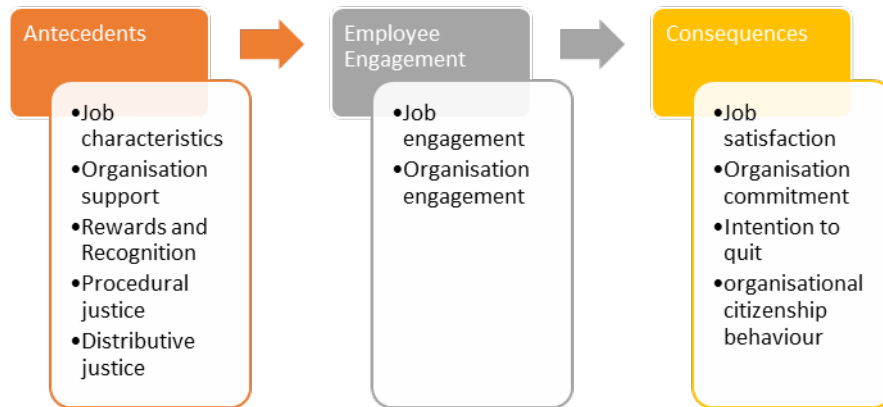 Antecedents
•Job
characteristics
•Organisation
support
•Rewards and
Recognition
•Procedural
justice
•Distributive
justice
Employee
Engagement
•Job
engagement
•Organisation
engagement
Consequences
•Job
satisfaction
•Organisation
commitment
•Intention to
quit
•organisational
citizenship
behaviour